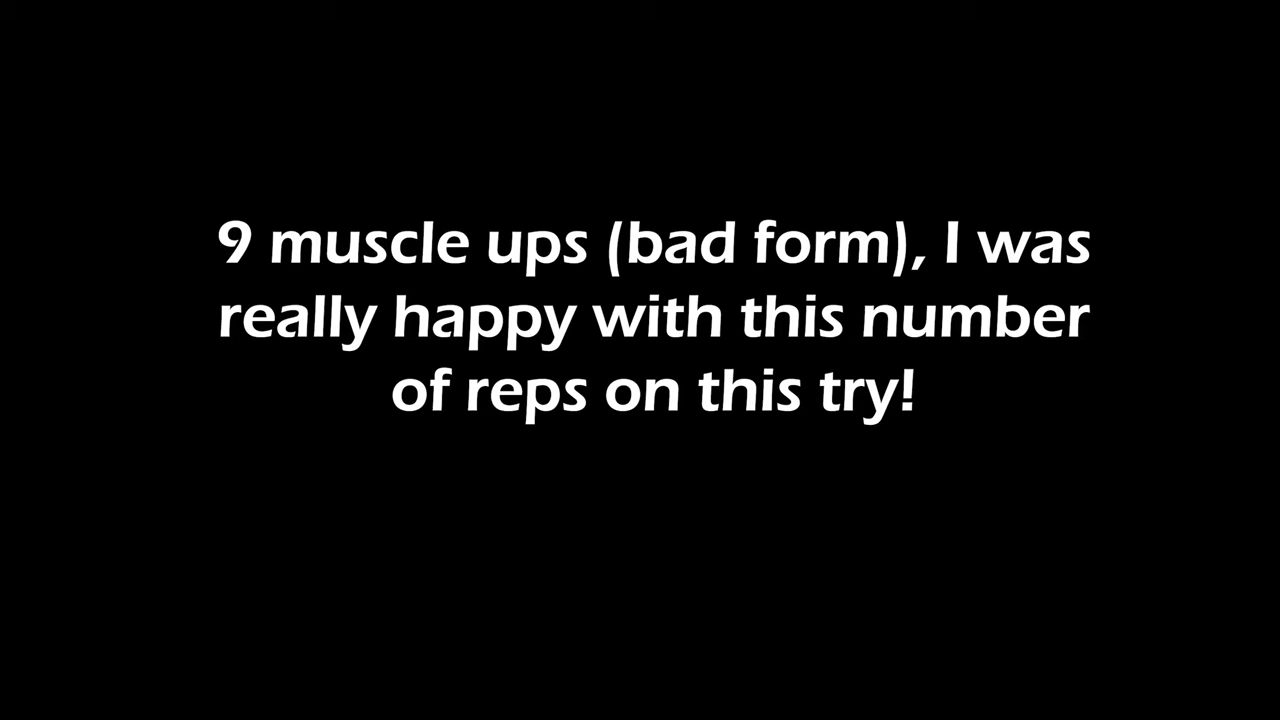 9 muscle ups (bad form), I was
really happy with this number
of reps on this try!